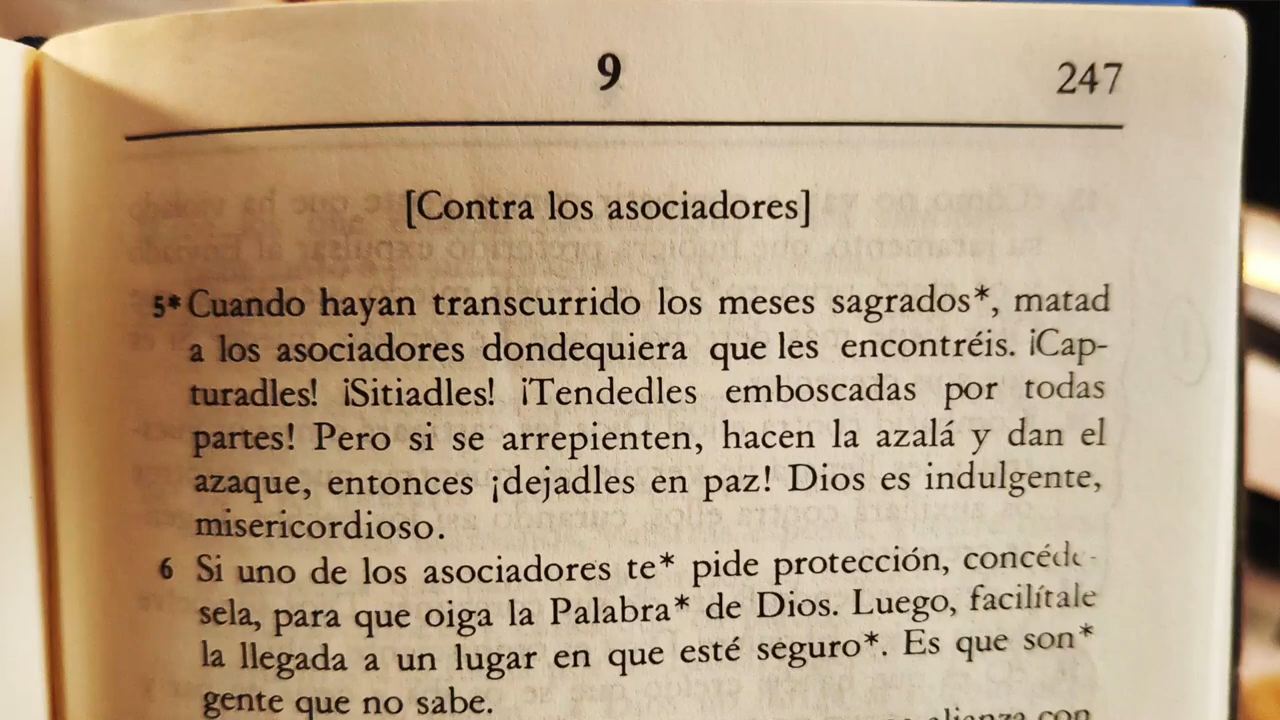 9 247
[Contra los asociadores]
5* Cuando hayan transcurrido los meses sagrados*, matad
a los asociadores dondequiera que les encontréis. ¡Cap-
turadles! ¡Sitiadles! ¡Tendedles emboscadas por todas
partes! Pero si se arrepienten, hacen la azalá y dan el
azaque, entonces ¡dejadles en paz! Dios es indulgente,
misericordioso.
6 Si uno de los asociadores te* pide protección, concéde-
sela, para que oiga la Palabra* de Dios. Luego, facilítale
la llegada a un lugar en que esté seguro*. Es que son*
gente que no sabe.
alianza con